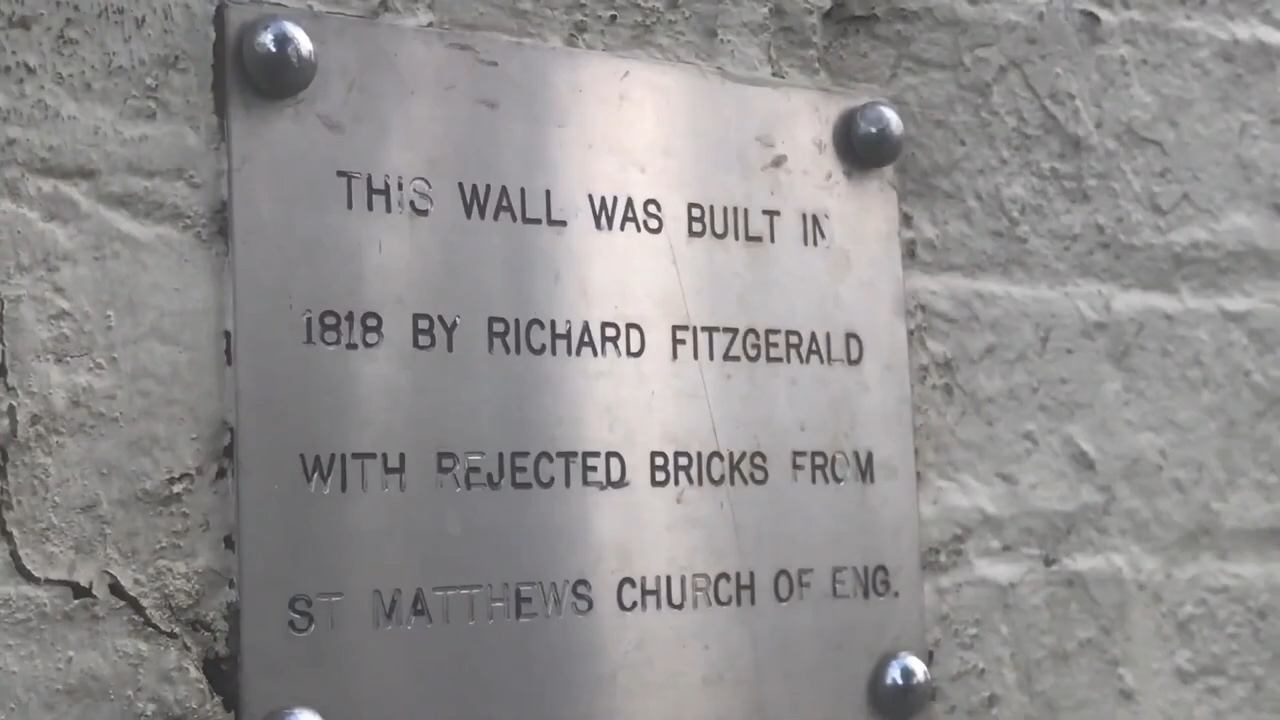 THIS WALL WAS BUILT IN
1818 BY RICHARD FITZGERALD
WITH REJECTED BRICKS FROM
ST MATTHEWS CHURCH OF ENG.